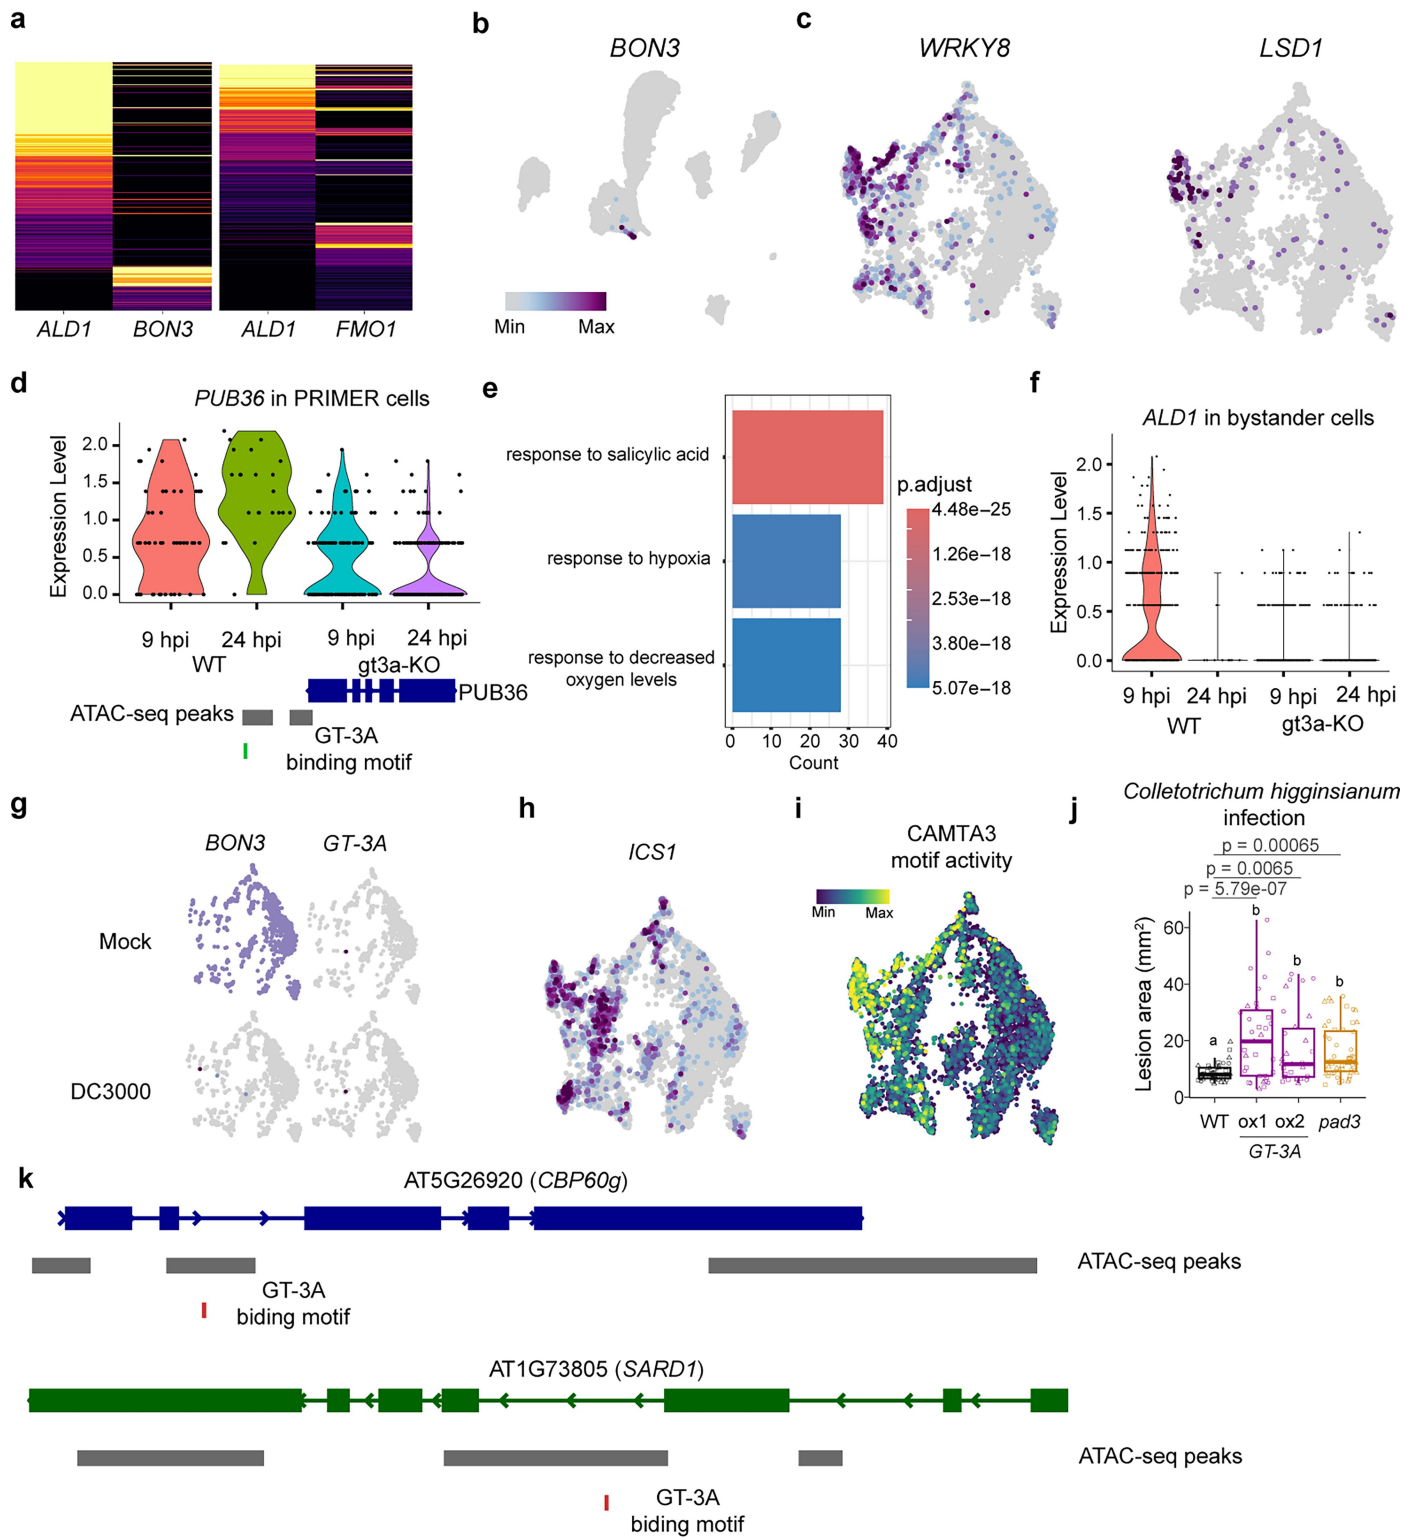 a
ALD1 BON3 ALD1 FMO1
b
BON3
Min Max
c
WRKY8 LSD1
d
PUB36 in PRIMER cells
Expression Level
2.0
1.5
1.0
0.5
0.0
9 hpi 24 hpi 9 hpi 24 hpi
WT gt3a-KO
PUB36
ATAC-seq peaks
GT-3A
binding motif
e
response to salicylic acid
response to hypoxia
response to decreased
oxygen levels
0 10 20 30 40
Count
p.adjust
4.48e−25
1.26e−18
2.53e−18
3.80e−18
5.07e−18
f
ALD1 in bystander cells
Expression Level
2.0
1.5
1.0
0.5
0.0
9 hpi 24 hpi 9 hpi 24 hpi
WT gt3a-KO
g
BON3 GT-3A
Mock
DC3000
h
ICS1
i
CAMTA3
motif activity
Min Max
j
Colletotrichum higginsianum
infection
p = 0.00065
p = 0.0065
p = 5.79e-07
Lesion area (mm²)
60
40
20
0
a b b b
WT ox1 ox2 pad3
GT-3A
k
AT5G26920 (CBP60g)
ATAC-seq peaks
GT-3A
biding motif
AT1G73805 (SARD1)
ATAC-seq peaks
GT-3A
biding motif